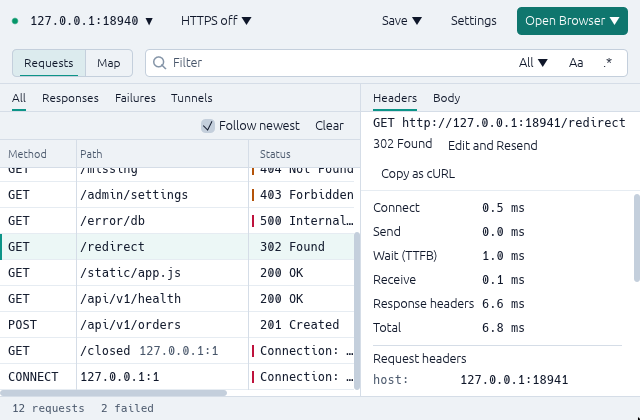 127.0.0.1:18940 ▼ HTTPS off ▼ Save ▼ Settings Open Browser ▼
Requests Map Filter All ▼ Aa .*
All Responses Failures Tunnels
Follow newest Clear
Method Path Status
GET /missing 404 Not Found
GET /admin/settings 403 Forbidden
GET /error/db 500 Internal…
GET /redirect 302 Found
GET /static/app.js 200 OK
GET /api/v1/health 200 OK
POST /api/v1/orders 201 Created
GET /closed 127.0.0.1:1 Connection: …
CONNECT 127.0.0.1:1 Connection: …
Headers Body
GET http://127.0.0.1:18941/redirect
302 Found Edit and Resend
Copy as cURL
Connect 0.5 ms
Send 0.0 ms
Wait (TTFB) 1.0 ms
Receive 0.1 ms
Response headers 6.6 ms
Total 6.8 ms
Request headers
host: 127.0.0.1:18941
12 requests 2 failed